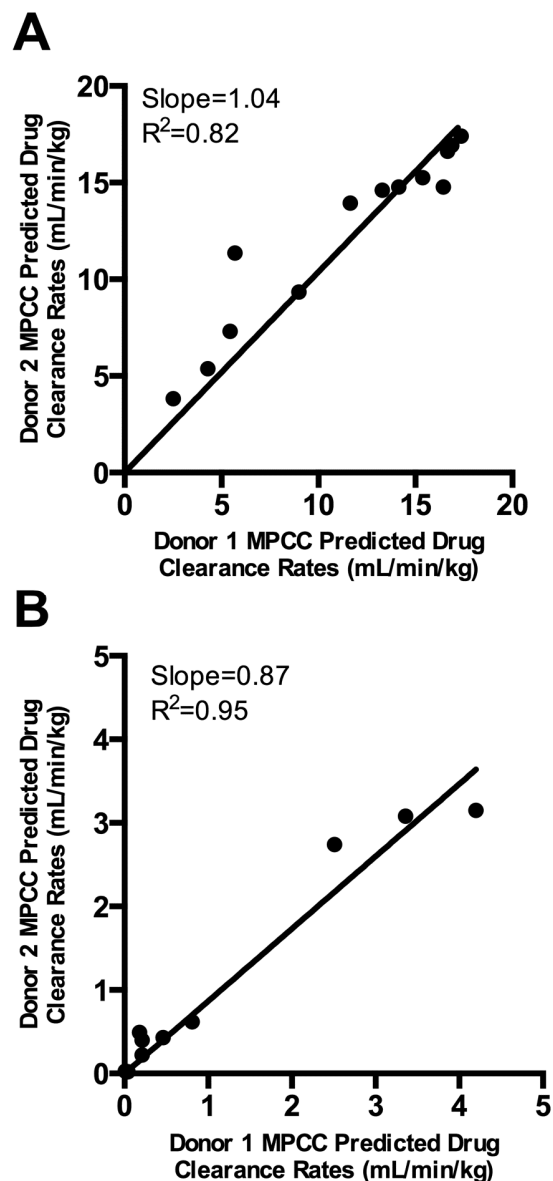 A
Slope=1.04
R²=0.82
Donor 2 MPCC Predicted Drug
Clearance Rates (mL/min/kg)
20
15
10
5
0
0 5 10 15 20
Donor 1 MPCC Predicted Drug
Clearance Rates (mL/min/kg)
B
Slope=0.87
R²=0.95
Donor 2 MPCC Predicted Drug
Clearance Rates (mL/min/kg)
5
4
3
2
1
0
0 1 2 3 4 5
Donor 1 MPCC Predicted Drug
Clearance Rates (mL/min/kg)